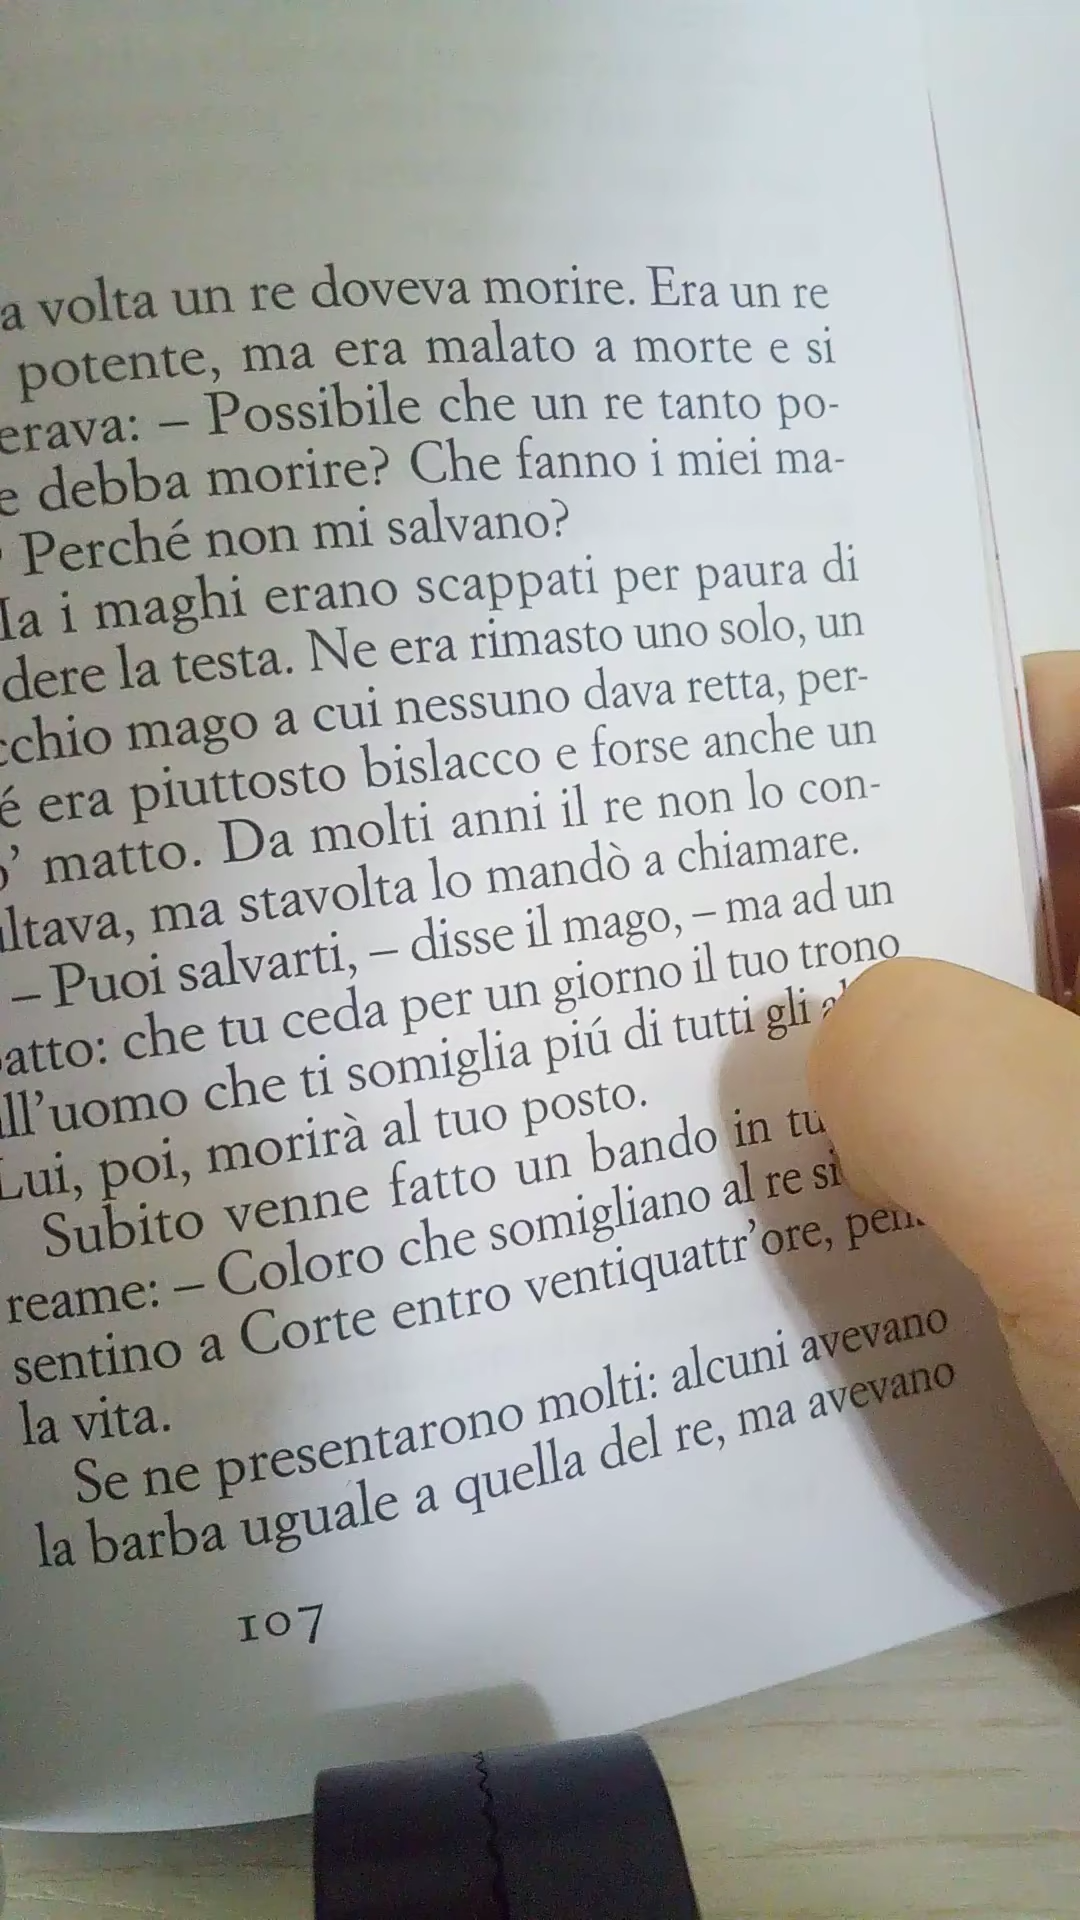 a volta un re doveva morire. Era un re
potente, ma era malato a morte e si
erava: – Possibile che un re tanto po-
e debba morire? Che fanno i miei ma-
Perché non mi salvano?
Ma i maghi erano scappati per paura di
dere la testa. Ne era rimasto uno solo, un
cchio mago a cui nessuno dava retta, per-
é era piuttosto bislacco e forse anche un
o' matto. Da molti anni il re non lo con-
ultava, ma stavolta lo mandò a chiamare.
– Puoi salvarti, – disse il mago, – ma ad un
patto: che tu ceda per un giorno il tuo trono
all'uomo che ti somiglia piú di tutti gli
Lui, poi, morirà al tuo posto.
Subito venne fatto un bando in tu
reame: – Coloro che somigliano al re si
sentino a Corte entro ventiquattr'ore, pen
la vita.
Se ne presentarono molti: alcuni avevano
la barba uguale a quella del re, ma avevano
107